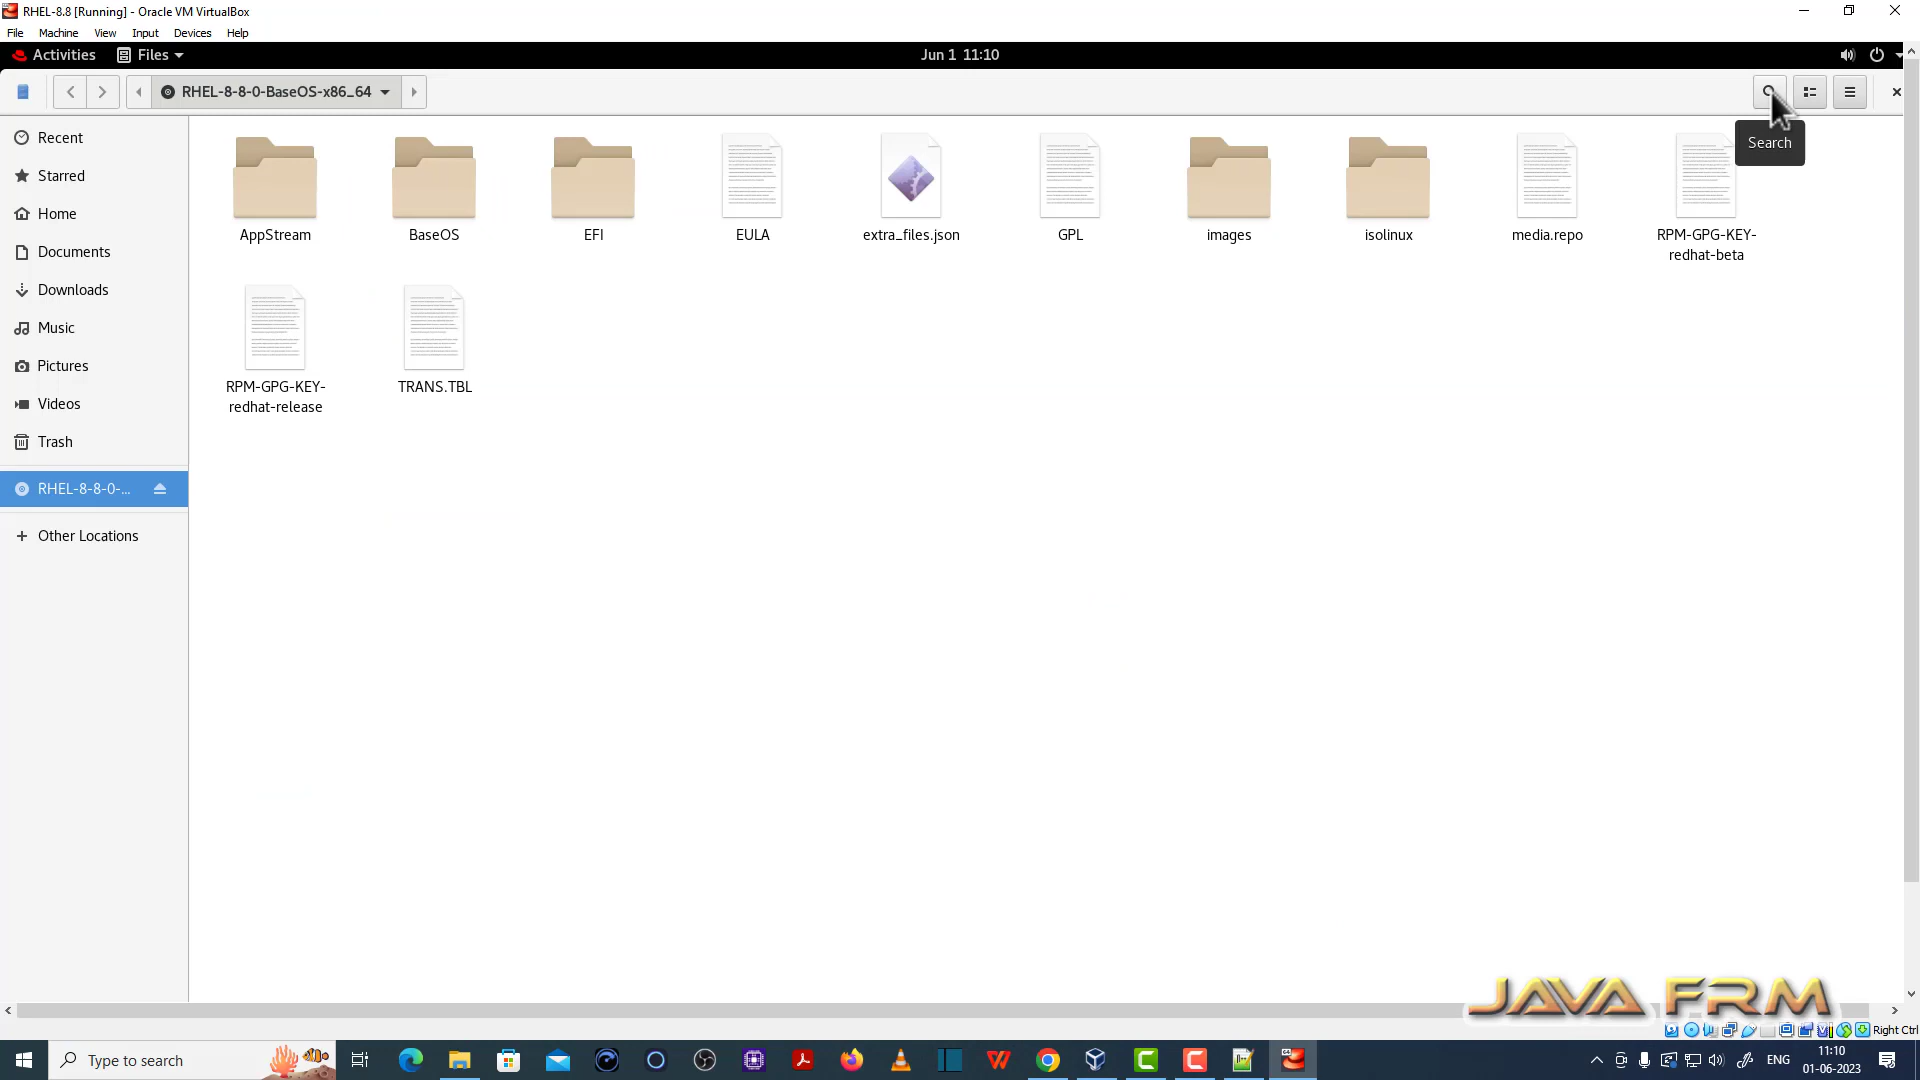 RHEL-8.8 [Running] - Oracle VM VirtualBox
File Machine View Input Devices Help
Activities Files Jun 1 11:10
RHEL-8-8-0-BaseOS-x86_64
Search
Recent
Starred
Home
Documents
Downloads
Music
Pictures
Videos
Trash
RHEL-8-8-0-...
Other Locations
AppStream BaseOS EFI EULA extra_files.json GPL images isolinux media.repo RPM-GPG-KEY-
redhat-beta
RPM-GPG-KEY- TRANS.TBL
redhat-release
JAVA FRM
Right Ctrl
Type to search
ENG
11:10
01-06-2023